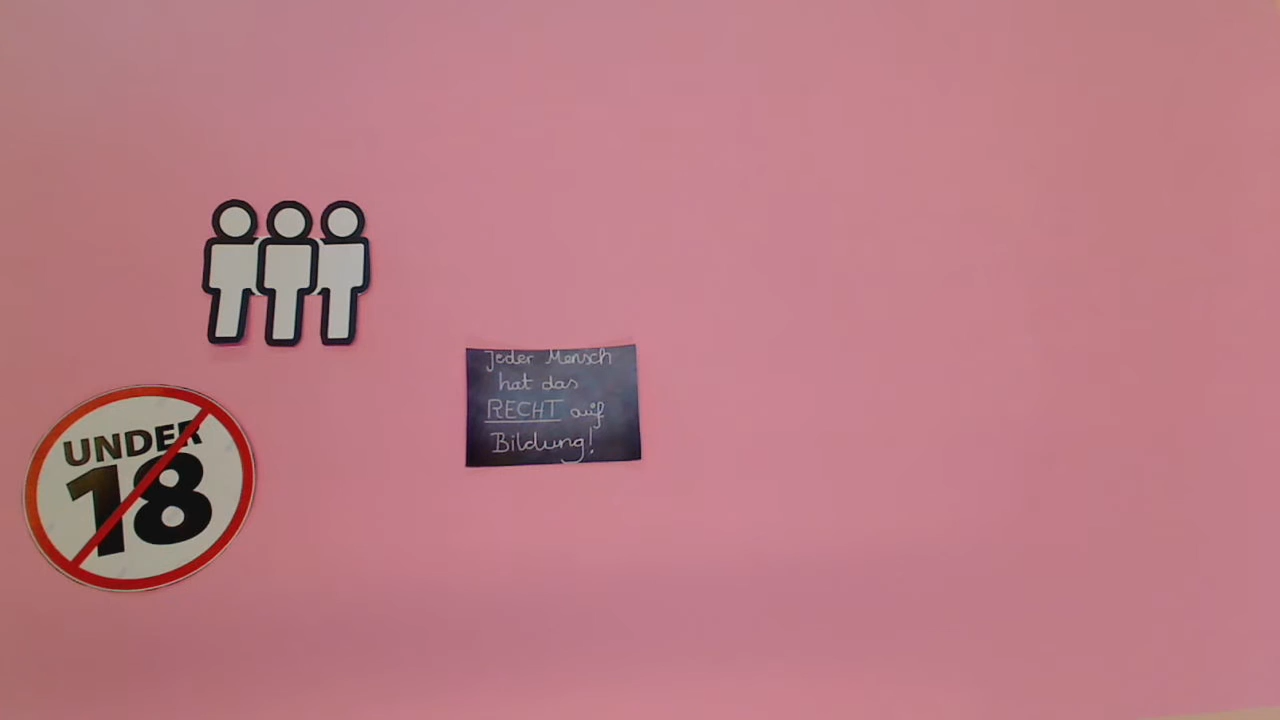 Jeder Mensch
hat das
RECHT auf
Bildung!
UNDER
18